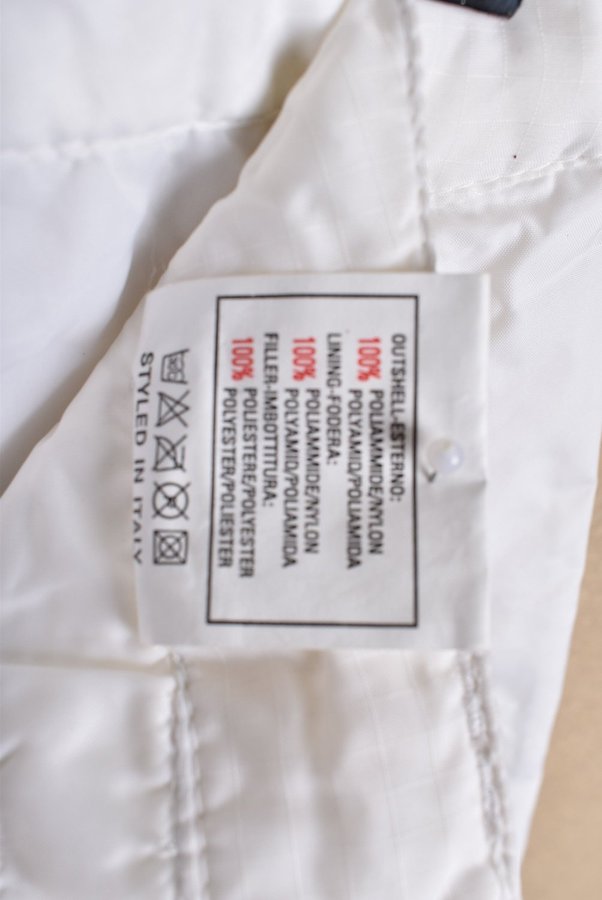 OUTSHELL-ESTERNO:
100% POLIAMMIDE/NYLON
POLYAMID/POLIAMIDA
LINING-FODERA:
100% POLIAMMIDE/NYLON
POLYAMID/POLIAMIDA
FILLER-IMBOTTITURA:
100% POLIESTERE/POLYESTER
POLYESTER/POLIESTER
STYLED IN ITALY